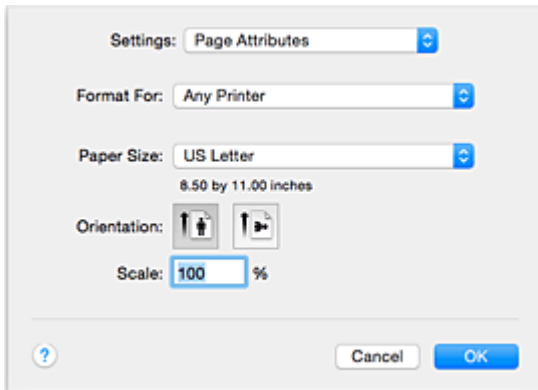 Settings: Page Attributes
Format For: Any Printer
Paper Size: US Letter
8.50 by 11.00 inches
Orientation:
Scale: 100 %
? Cancel OK